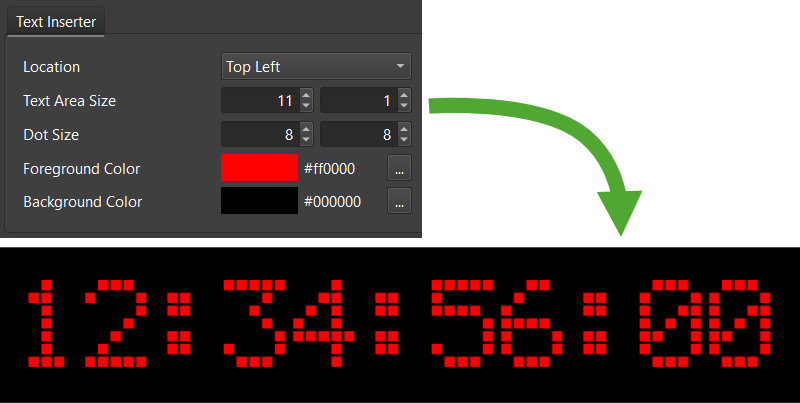 Text Inserter
Location Top Left
Text Area Size 11 1
Dot Size 8 8
Foreground Color #ff0000 ...
Background Color #000000 ...
12:34:56:00